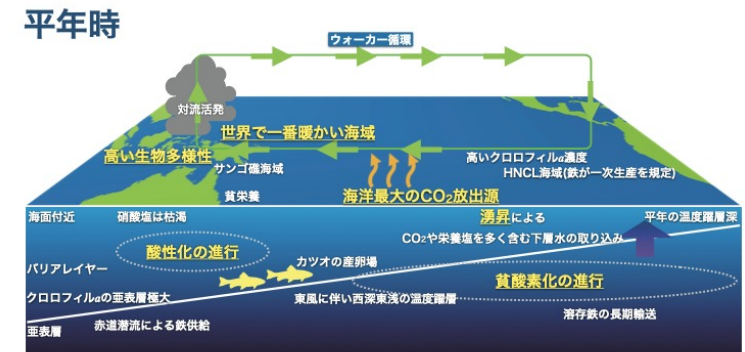 平年時
ウォーカー循環
対流活発
世界で一番暖かい海域
高い生物多様性
サンゴ礁海域
高いクロロフィルa濃度
HNCL海域(鉄が一次生産を規定)
貧栄養
海洋最大のCO₂放出源
海面付近
硝酸塩は枯渇
湧昇による
平年の温度躍層深
CO₂や栄養塩を多く含む下層水の取り込み
酸性化の進行
カツオの産卵場
バリアレイヤー
貧酸素化の進行
クロロフィルaの亜表層極大
東風に伴い西深東浅の温度躍層
溶存鉄の長期輸送
赤道潜流による鉄供給
亜表層